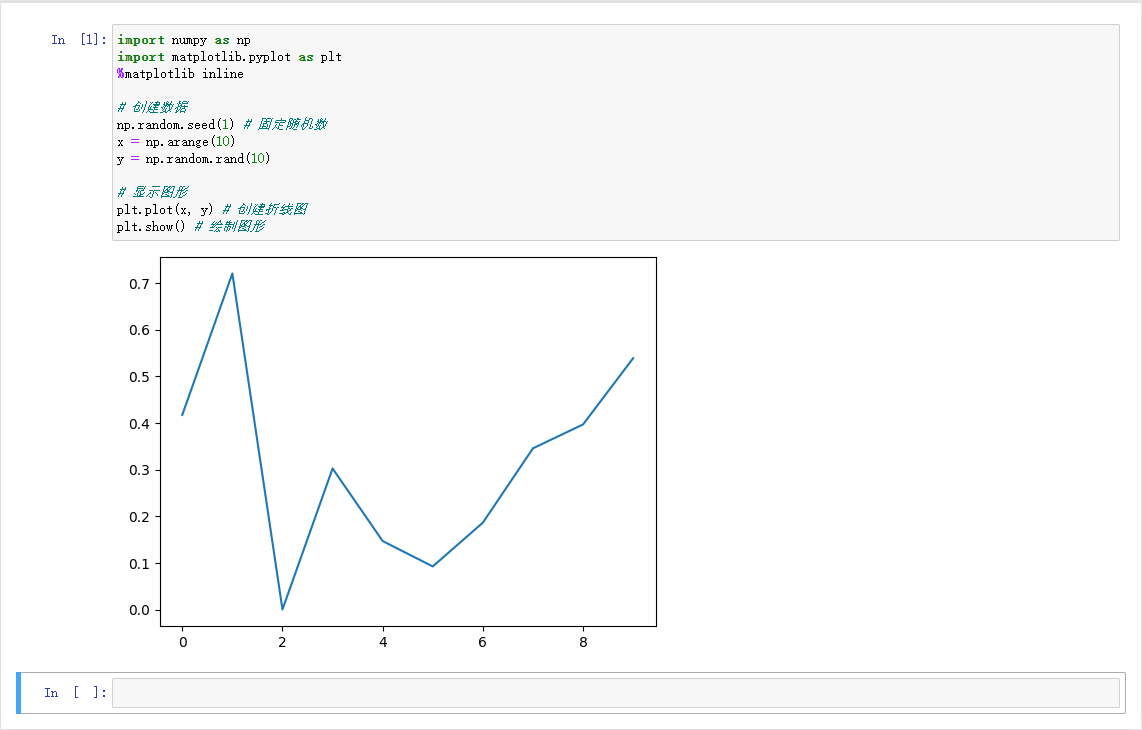 In [1]:
import numpy as np
import matplotlib.pyplot as plt
%matplotlib inline
# 创建数据
np.random.seed(1) # 固定随机数
x = np.arange(10)
y = np.random.rand(10)
# 显示图形
plt.plot(x, y) # 创建折线图
plt.show() # 绘制图形
0.7
0.6
0.5
0.4
0.3
0.2
0.1
0.0
0 2 4 6 8
In [ ]: